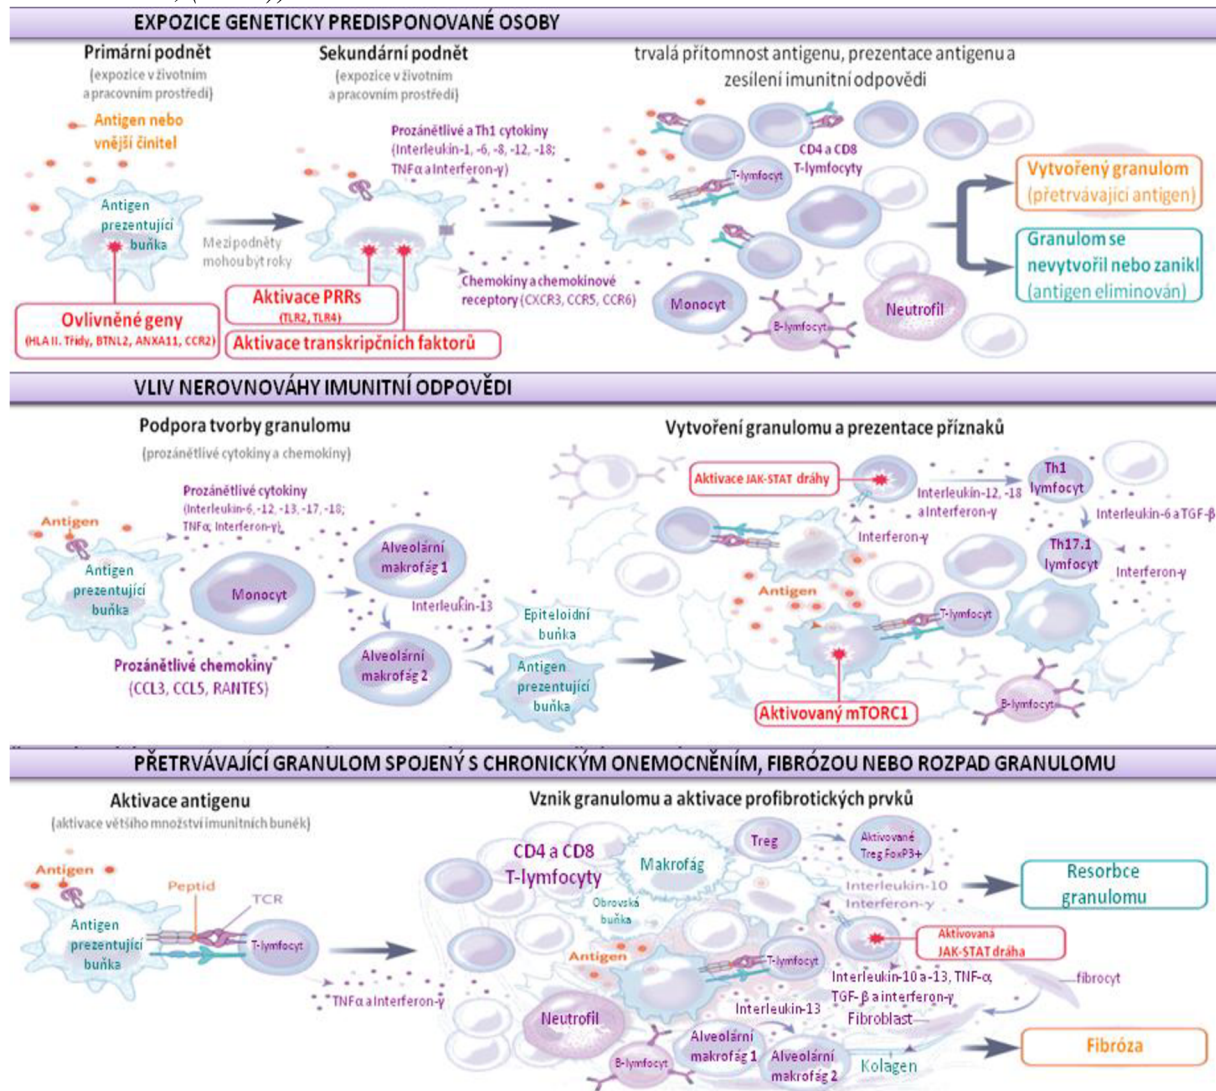 EXPOZICE GENETICKY PREDISPONOVANÉ OSOBY
Primární podnět
(expozice v životním
a pracovním prostředí)
Antigen nebo
vnější činitel
Antigen
prezentující
buňka
Ovlivněné geny
(HLA II. Třídy, BTNL2, ANXA11, CCR2)
Mezipodněty
mohou být roky
Sekundární podnět
(expozice v životním
a pracovním prostředí)
Prozánětlivé a Th1 cytokiny
(Interleukin-1, -6, -8, -12, -18;
TNFα a Interferon-γ)
Aktivace PRRs
(TLR2, TLR4)
Aktivace transkripčních faktorů
Chemokiny a chemokinové
receptory (CXCR3, CCR5, CCR6)
trvalá přítomnost antigenu, prezentace antigenu a
zesílení imunitní odpovědi
CD4 a CD8
T-lymfocyty
T-lymfocyt
Monocyt
B-lymfocyt
Neutrofil
Vytvořený granulom
(přetrvávající antigen)
Granulom se
nevytvořil nebo zanikl
(antigen eliminován)
VLIV NEROVNOVÁHY IMUNITNÍ ODPOVĚDI
Podpora tvorby granulomu
(prozánětlivé cytokiny a chemokiny)
Prozánětlivé cytokiny
(Interleukin-6, -12, -13, -17, -18;
TNFα, Interferon-γ)
Antigen
Antigen
prezentující
buňka
Monocyt
Prozánětlivé chemokiny
(CCL3, CCL5, RANTES)
Alveolární
makrofág 1
Interleukin-13
Alveolární
makrofág 2
Epiteloidní
buňka
Antigen
prezentující
buňka
Vytvoření granulomu a prezentace příznaků
Aktivace JAK-STAT dráhy
Interleukin-12, -18
a Interferon-γ
Th1
lymfocyt
Interleukin-6 a TGF-β
Interferon-γ
Th17.1
lymfocyt
Interferon-γ
Antigen
T-lymfocyt
B-lymfocyt
Aktivovaný mTORC1
PŘETRVÁVAJÍCÍ GRANULOM SPOJENÝ S CHRONICKÝM ONEMOCNĚNÍM, FIBRÓZOU NEBO ROZPAD GRANULOMU
Aktivace antigenu
(aktivace většího množství imunitních buněk)
Antigen
Peptid
TCR
Antigen
prezentující
buňka
T-lymfocyt
TNFα a Interferon-γ
Vznik granulomu a aktivace profibrotických prvků
CD4 a CD8
T-lymfocyty
Makrofág
Obrovská
buňka
Treg
Aktivované
Treg FoxP3+
Interleukin-10
Interferon-γ
Resorbce
granulomu
Aktivovaná
JAK-STAT dráha
Antigen
T-lymfocyt
Interleukin-10 a -13, TNF-α,
TGF- β a interferon-γ
fibrocyt
Interleukin-13
Fibroblast
Neutrofil
B-lymfocyt
Alveolární
makrofág 1
Alveolární
makrofág 2
Kolagen
Fibróza